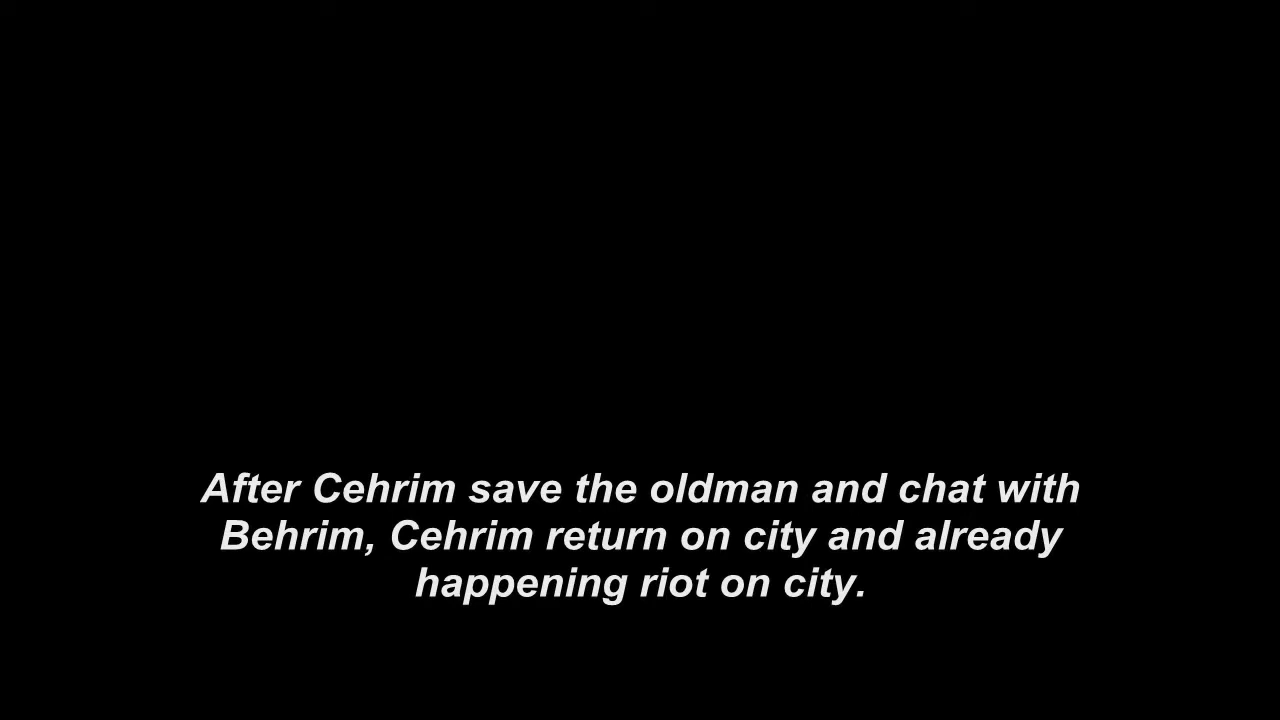 After Cehrim save the oldman and chat with
Behrim, Cehrim return on city and already
happening riot on city.